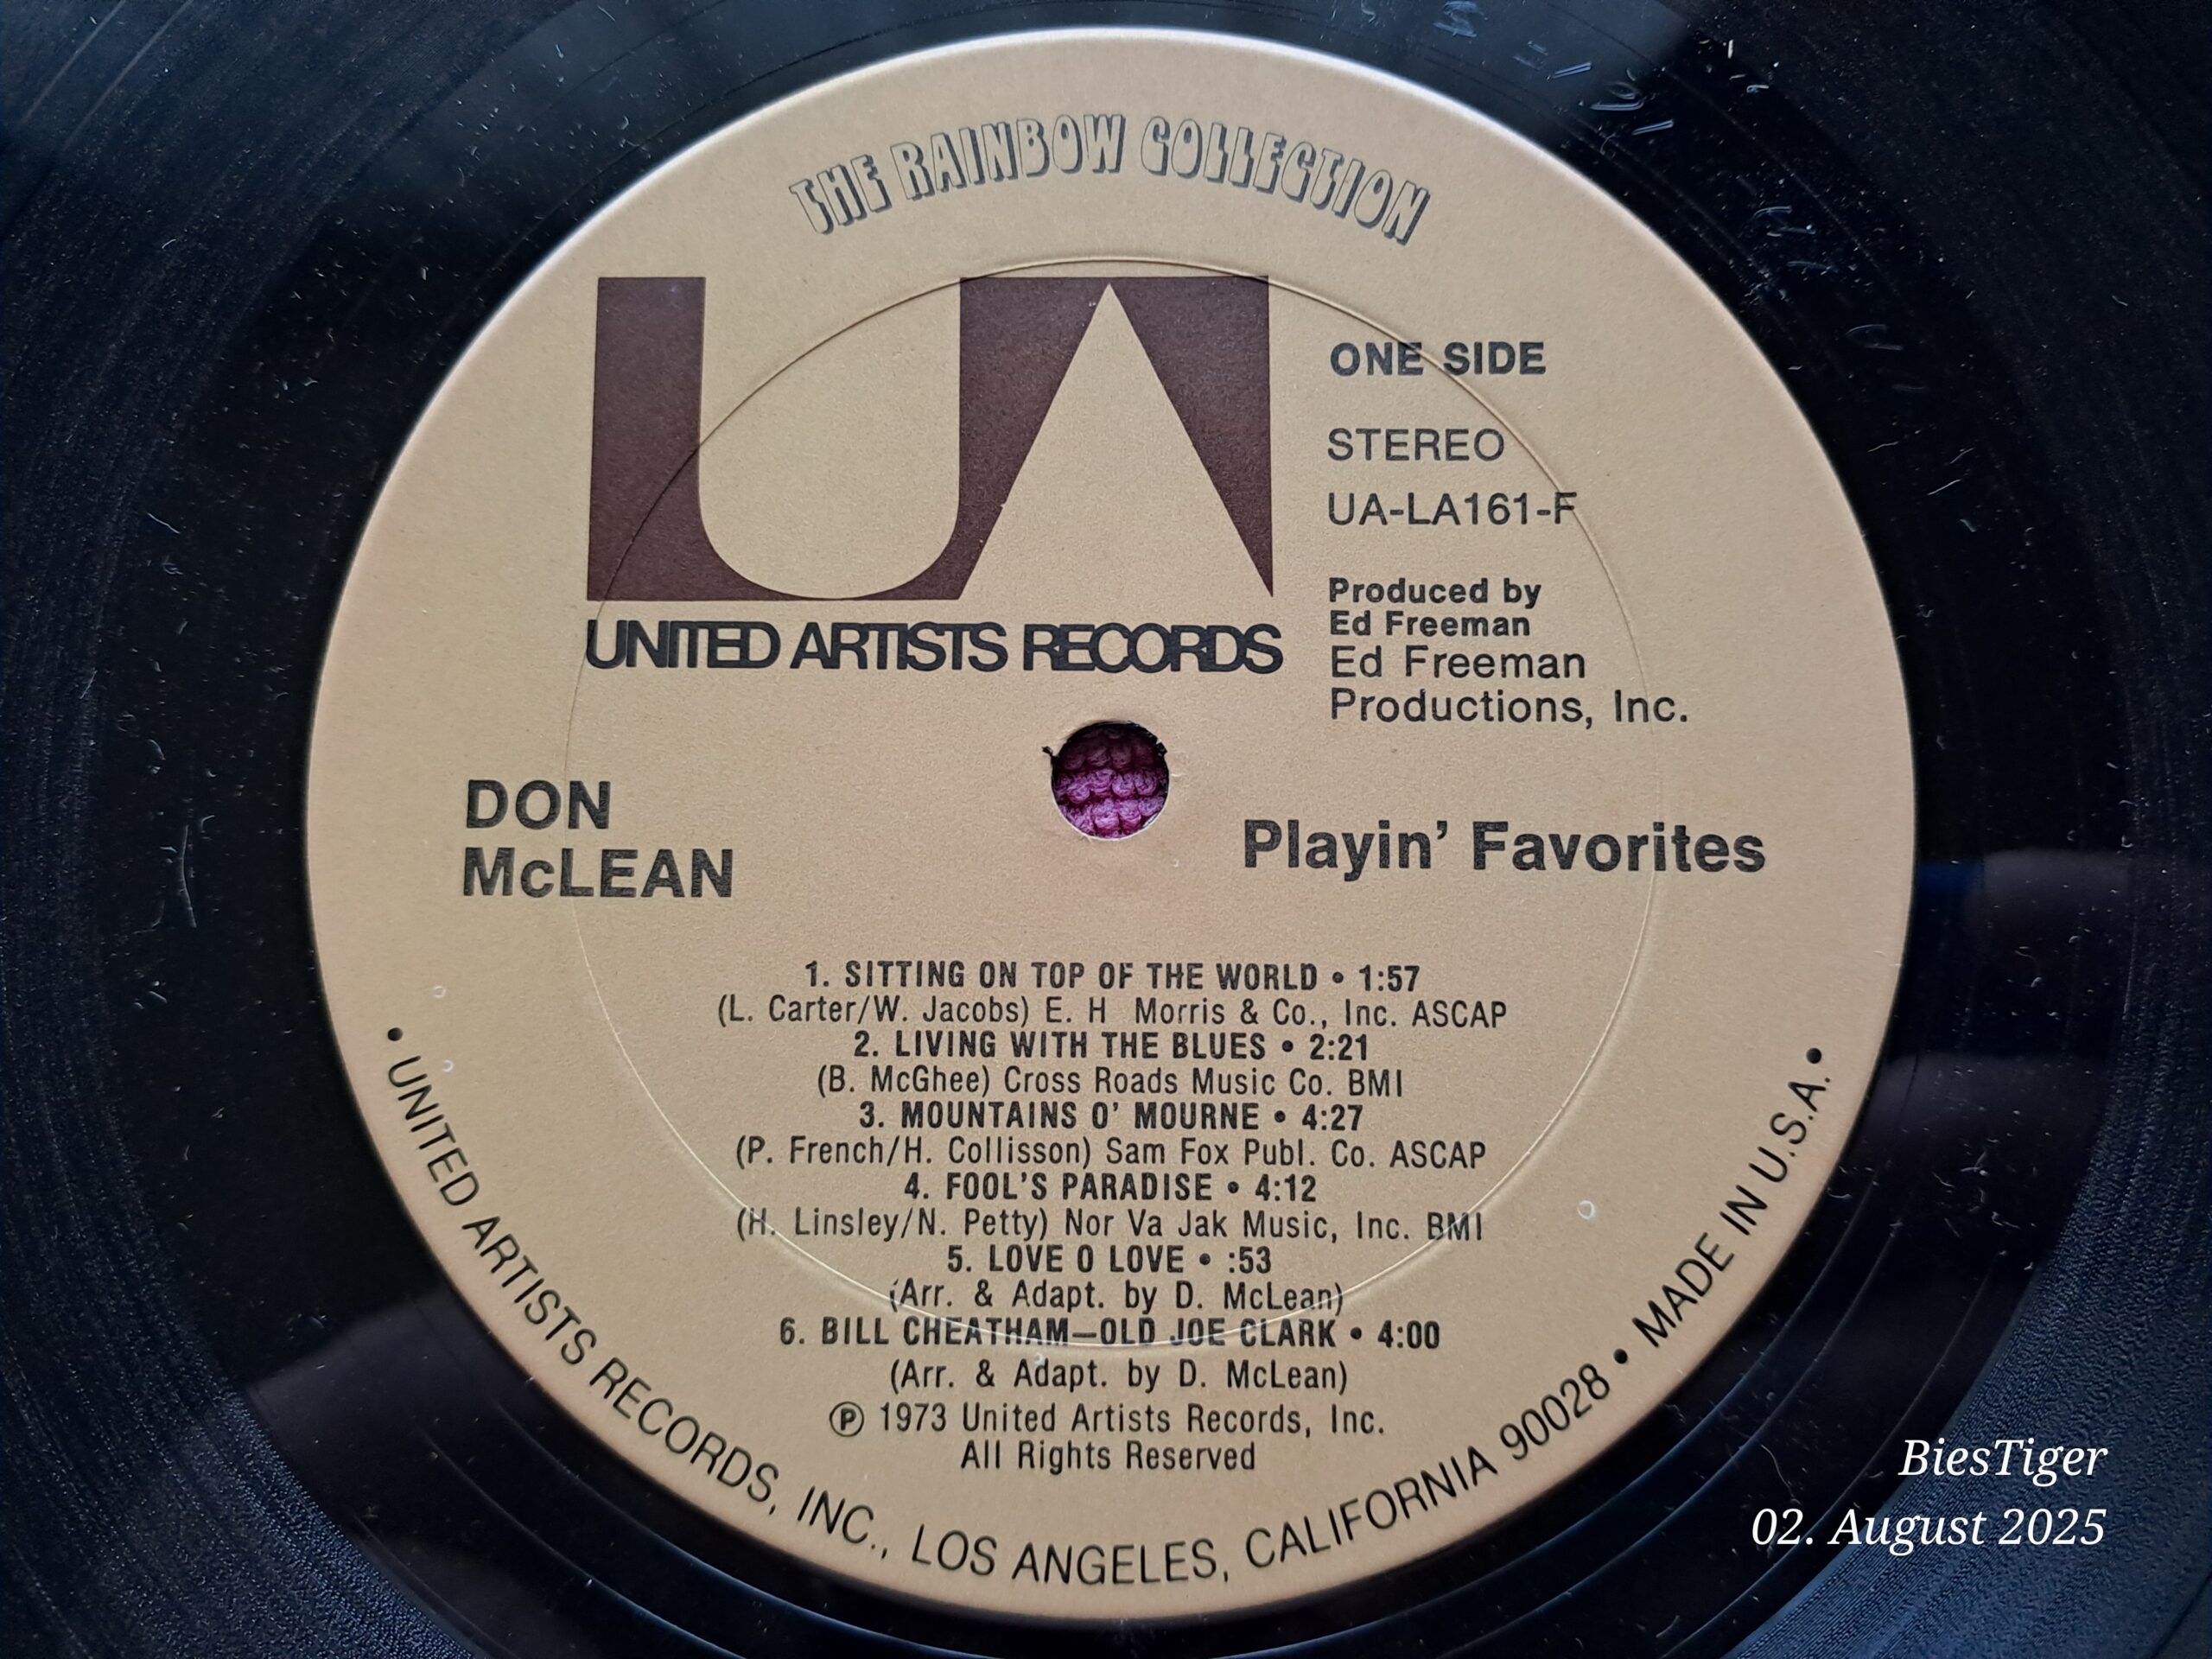 THE RAINBOW COLLECTION
UA
UNITED ARTISTS RECORDS
ONE SIDE
STEREO
UA-LA161-F
Produced by
Ed Freeman
Ed Freeman
Productions, Inc.
DON
McLEAN
Playin' Favorites
1. SITTING ON TOP OF THE WORLD • 1:57
(L. Carter/W. Jacobs) E. H Morris & Co., Inc. ASCAP
2. LIVING WITH THE BLUES • 2:21
(B. McGhee) Cross Roads Music Co. BMI
3. MOUNTAINS O' MOURNE • 4:27
(P. French/H. Collisson) Sam Fox Publ. Co. ASCAP
4. FOOL'S PARADISE • 4:12
(H. Linsley/N. Petty) Nor Va Jak Music, Inc. BMI
5. LOVE O LOVE • :53
(Arr. & Adapt. by D. McLean)
6. BILL CHEATHAM—OLD JOE CLARK • 4:00
(Arr. & Adapt. by D. McLean)
Ⓟ 1973 United Artists Records, Inc.
All Rights Reserved
• UNITED ARTISTS RECORDS, INC., LOS ANGELES, CALIFORNIA 90028 • MADE IN U.S.A. •
BiesTiger
02. August 2025